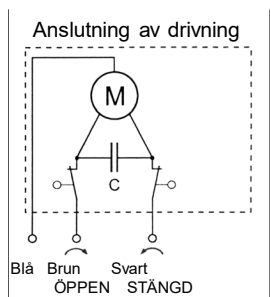 Anslutning av drivning
M
C
Blå Brun Svart
ÖPPEN STÄNGD